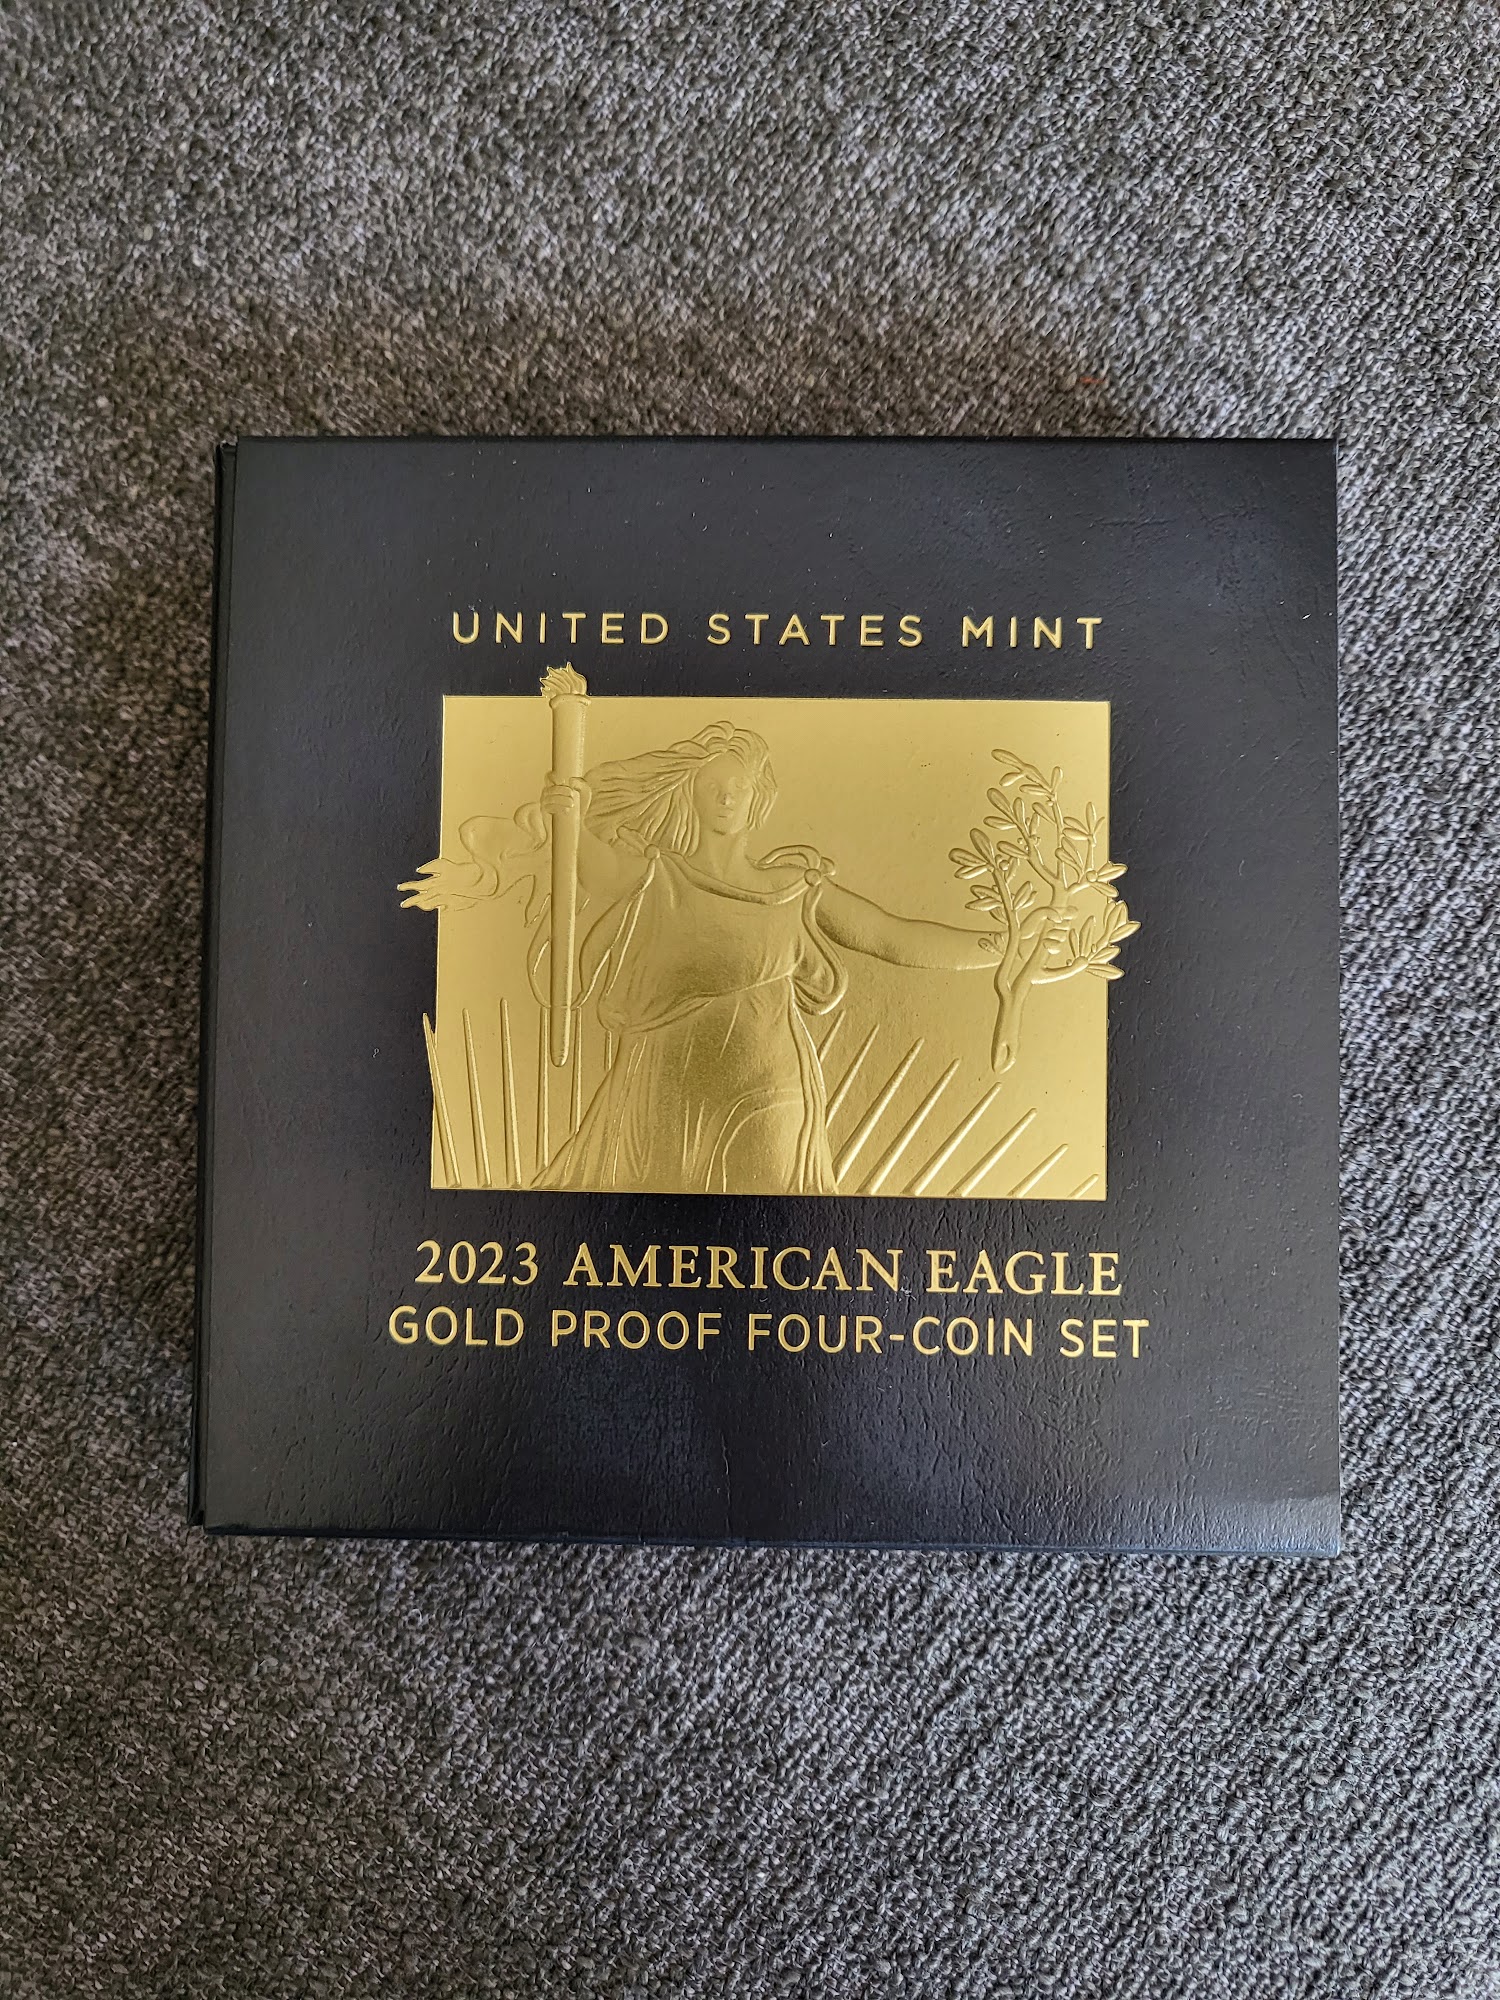 UNITED STATES MINT
2023 AMERICAN EAGLE
GOLD PROOF FOUR-COIN SET